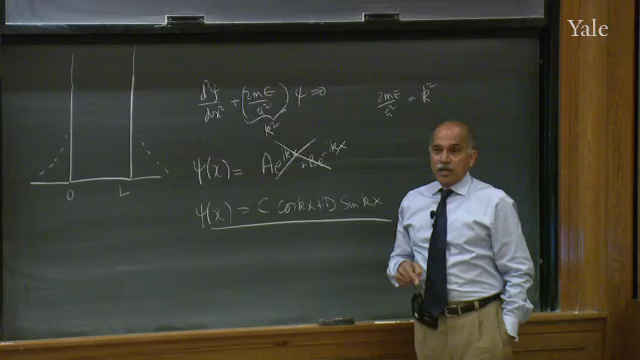 Yale
d²ψ/dx² + (2mE/ħ²) ψ = 0
k²
2mE/ħ² = k²
ψ(x) = Ae^{ikx} + Be^{-ikx}
ψ(x) = C Cos kx + D Sin kx
0 L